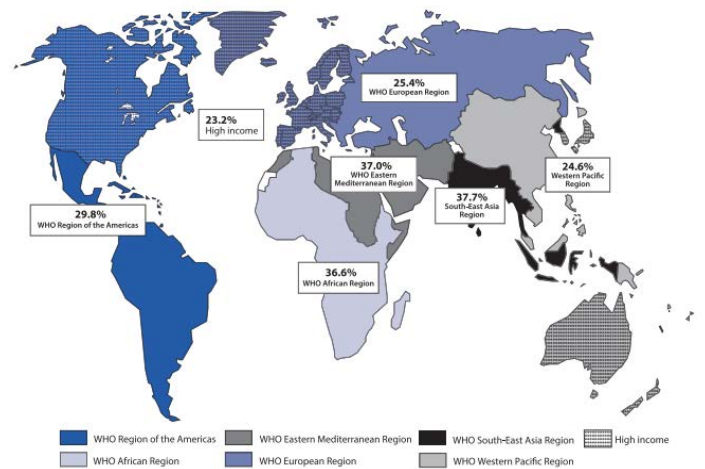 25.4%
WHO European Region
23.2%
High income
37.0%
WHO Eastern
Mediterranean Region
24.6%
Western Pacific
Region
37.7%
South-East Asia
Region
29.8%
WHO Region of the Americas
36.6%
WHO African Region
WHO Region of the Americas
WHO Eastern Mediterranean Region
WHO South-East Asia Region
High income
WHO African Region
WHO European Region
WHO Western Pacific Region